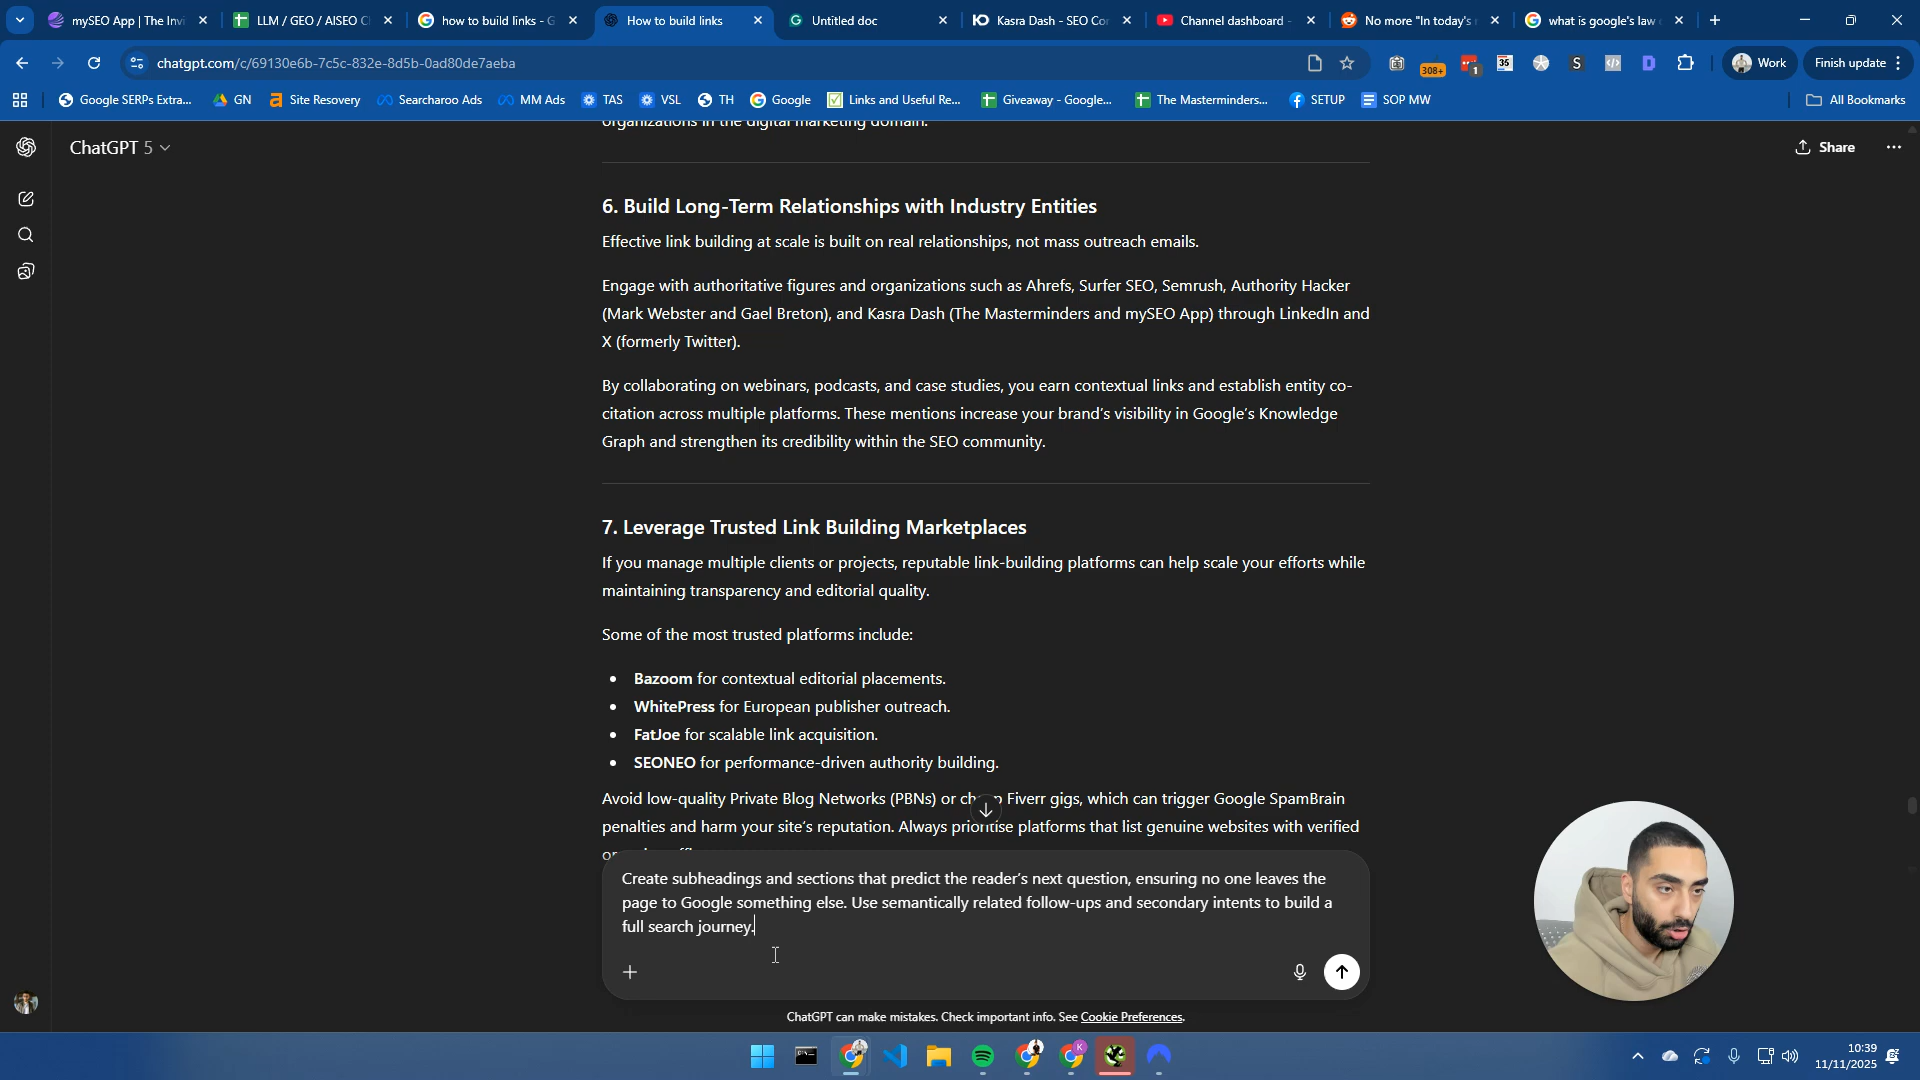 mySEO App | The Invi
LLM / GEO / AISEO C
how to build links - G
How to build links
Untitled doc
Kasra Dash - SEO Co
Channel dashboard -
No more "In today's
what is google's law
chatgpt.com/c/69130e6b-7c5c-832e-8d5b-0ad80de7aeba
308+
1
35
Work
Finish update
Google SERPs Extra...
GN
Site Recovery
Searcharoo Ads
MM Ads
TAS
VSL
TH
Google
Links and Useful Re...
Giveaway - Google...
The Masterminders...
SETUP
SOP MW
All Bookmarks
ChatGPT 5
Share
organizations in the digital marketing domain.
6. Build Long-Term Relationships with Industry Entities
Effective link building at scale is built on real relationships, not mass outreach emails.
Engage with authoritative figures and organizations such as Ahrefs, Surfer SEO, Semrush, Authority Hacker
(Mark Webster and Gael Breton), and Kasra Dash (The Masterminders and mySEO App) through LinkedIn and
X (formerly Twitter).
By collaborating on webinars, podcasts, and case studies, you earn contextual links and establish entity co-
citation across multiple platforms. These mentions increase your brand's visibility in Google's Knowledge
Graph and strengthen its credibility within the SEO community.
7. Leverage Trusted Link Building Marketplaces
If you manage multiple clients or projects, reputable link-building platforms can help scale your efforts while
maintaining transparency and editorial quality.
Some of the most trusted platforms include:
• Bazoom for contextual editorial placements.
• WhitePress for European publisher outreach.
• FatJoe for scalable link acquisition.
• SEONEO for performance-driven authority building.
Avoid low-quality Private Blog Networks (PBNs) or Fiverr gigs, which can trigger Google SpamBrain
penalties and harm your site's reputation. Always prioritise platforms that list genuine websites with verified
Create subheadings and sections that predict the reader's next question, ensuring no one leaves the
page to Google something else. Use semantically related follow-ups and secondary intents to build a
full search journey.
ChatGPT can make mistakes. Check important info. See Cookie Preferences.
10:39
11/11/2025